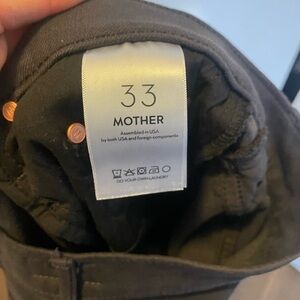 33
MOTHER
Assembled in USA
by both USA and foreign components
DO YOUR OWN LAUNDRY